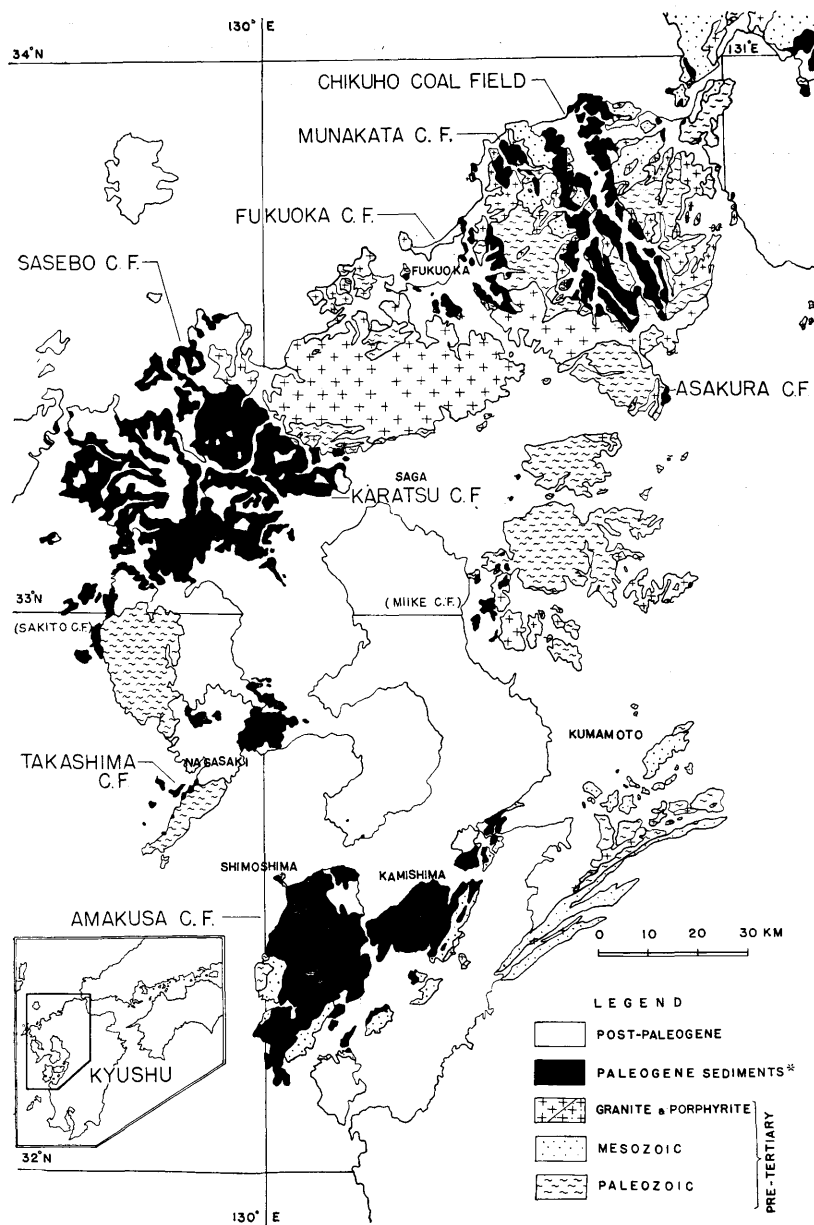 130° E
34° N
131° E
CHIKUHO COAL FIELD
MUNAKATA C. F.
FUKUOKA C. F.
FUKUOKA
SASEBO C. F.
ASAKURA C.F.
SAGA
KARATSU C. F
33° N
(MIIKE C.F.)
(SAKITO C.F.)
KUMAMOTO
(NAGASAKI
TAKASHIMA
C.F.
SHIMOSHIMA
KAMISHIMA
AMAKUSA C. F.
0 10 20 30 KM
KYUSHU
LEGEND
POST-PALEOGENE
PALEOGENE SEDIMENTS*
GRANITE & PORPHYRITE
MESOZOIC
PALEOZOIC
PRE-TERTIARY
32° N
130° E